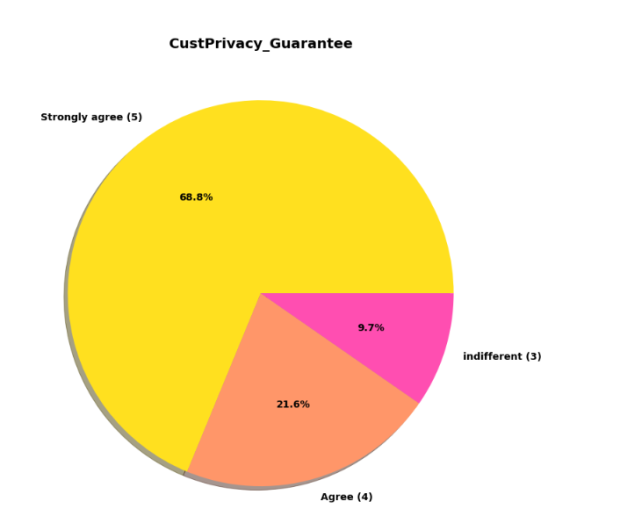 CustPrivacy_Guarantee
Strongly agree (5)
68.8%
9.7%
indifferent (3)
21.6%
Agree (4)